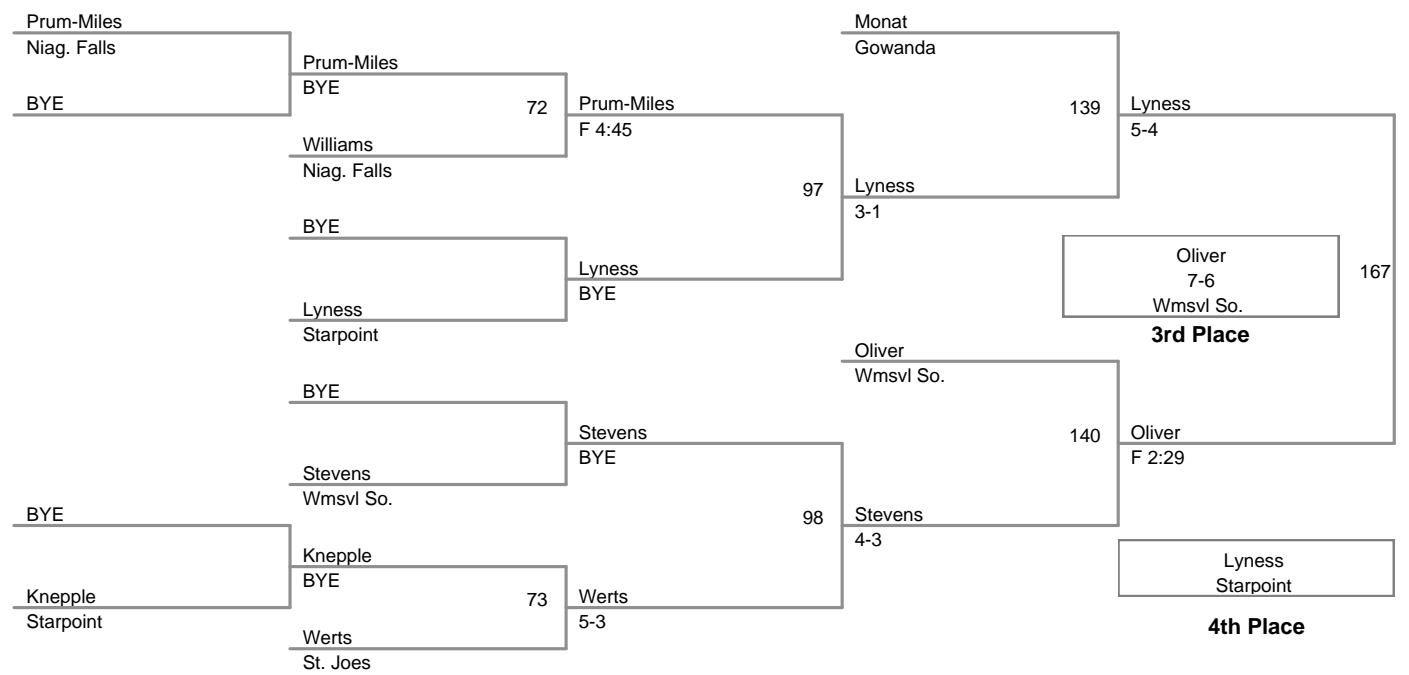 Prum-Miles
Niag. Falls
BYE
Prum-Miles
BYE
72
Williams
Niag. Falls
Prum-Miles
F 4:45
BYE
Lyness
Starpoint
Lyness
BYE
97
Lyness
3-1
Monat
Gowanda
139
Lyness
5-4
Oliver
7-6
Wmsvl So.
3rd Place
167
BYE
Stevens
Wmsvl So.
Stevens
BYE
BYE
Knepple
Starpoint
Knepple
BYE
73
Werts
St. Joes
Werts
5-3
98
Stevens
4-3
Oliver
Wmsvl So.
140
Oliver
F 2:29
Lyness
Starpoint
4th Place